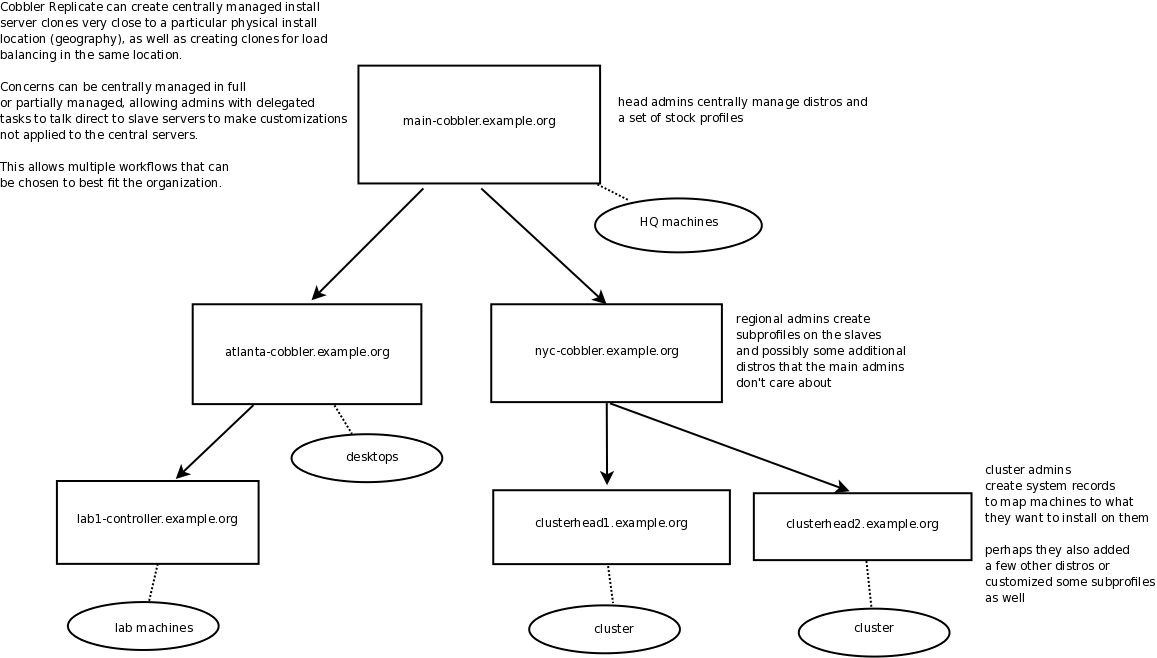 Cobbler Replicate can create centrally managed install
server clones very close to a particular physical install
location (geography), as well as creating clones for load
balancing in the same location.
Concerns can be centrally managed in full
or partially managed, allowing admins with delegated
tasks to talk direct to slave servers to make customizations
not applied to the central servers.
This allows multiple workflows that can
be chosen to best fit the organization.
main-cobbler.example.org
head admins centrally manage distros and
a set of stock profiles
HQ machines
atlanta-cobbler.example.org
nyc-cobbler.example.org
regional admins create
subprofiles on the slaves
and possibly some additional
distros that the main admins
don't care about
desktops
lab1-controller.example.org
clusterhead1.example.org
clusterhead2.example.org
cluster admins
create system records
to map machines to what
they want to install on them
perhaps they also added
a few other distros or
customized some subprofiles
as well
lab machines
cluster
cluster